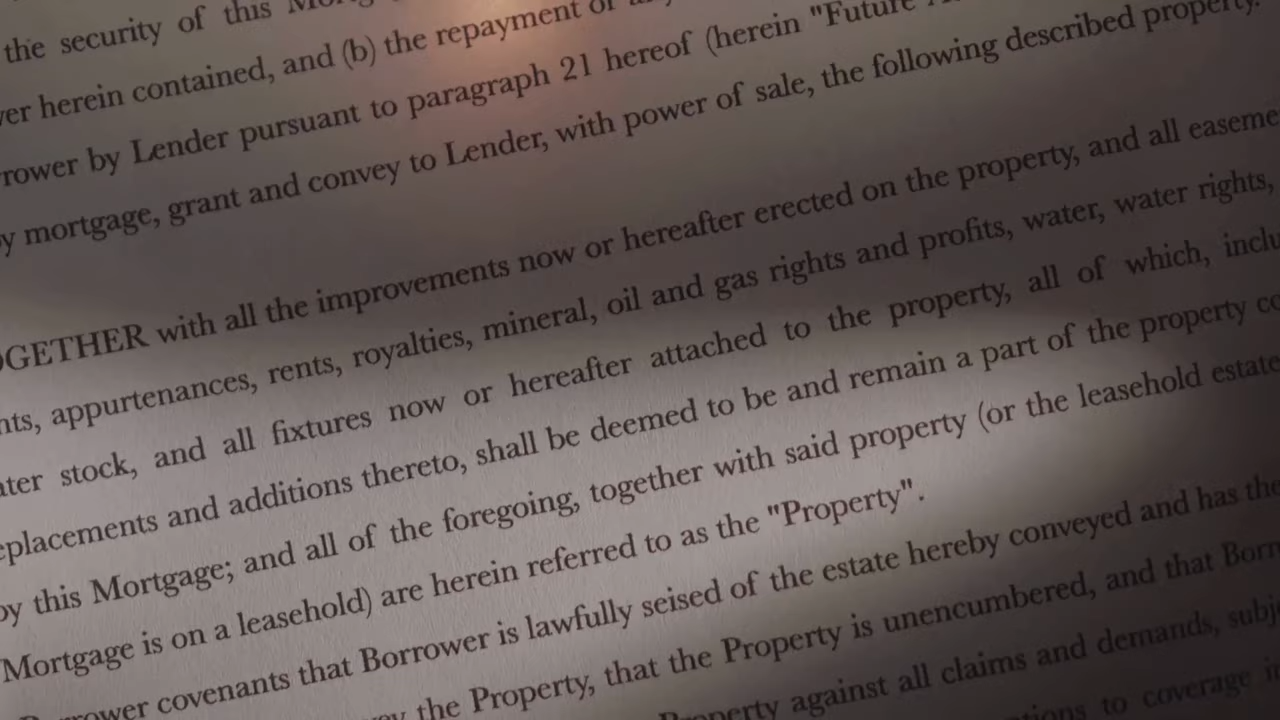 the security of this
er herein contained, and (b) the repayment of
rower by Lender pursuant to paragraph 21 hereof (herein "Future
y mortgage, grant and convey to Lender, with power of sale, the following described property.
OGETHER with all the improvements now or hereafter erected on the property, and all easeme
nts, appurtenances, rents, royalties, mineral, oil and gas rights and profits, water, water rights,
ater stock, and all fixtures now or hereafter attached to the property, all of which, inclu
eplacements and additions thereto, shall be deemed to be and remain a part of the property co
by this Mortgage; and all of the foregoing, together with said property (or the leasehold estate
Mortgage is on a leasehold) are herein referred to as the "Property".
rrower covenants that Borrower is lawfully seised of the estate hereby conveyed and has the
the Property, that the Property is unencumbered, and that Borr
Property against all claims and demands, subj
to coverage